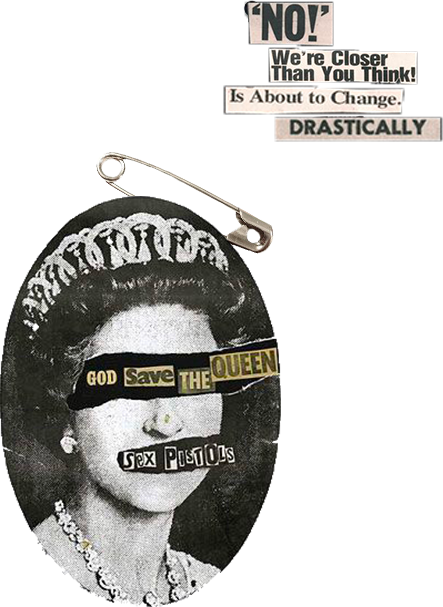 'NO!'
We're Closer
Than You Think!
Is About to Change.
DRASTICALLY
GOD Save THE QUEEN
SEX PISTOLS